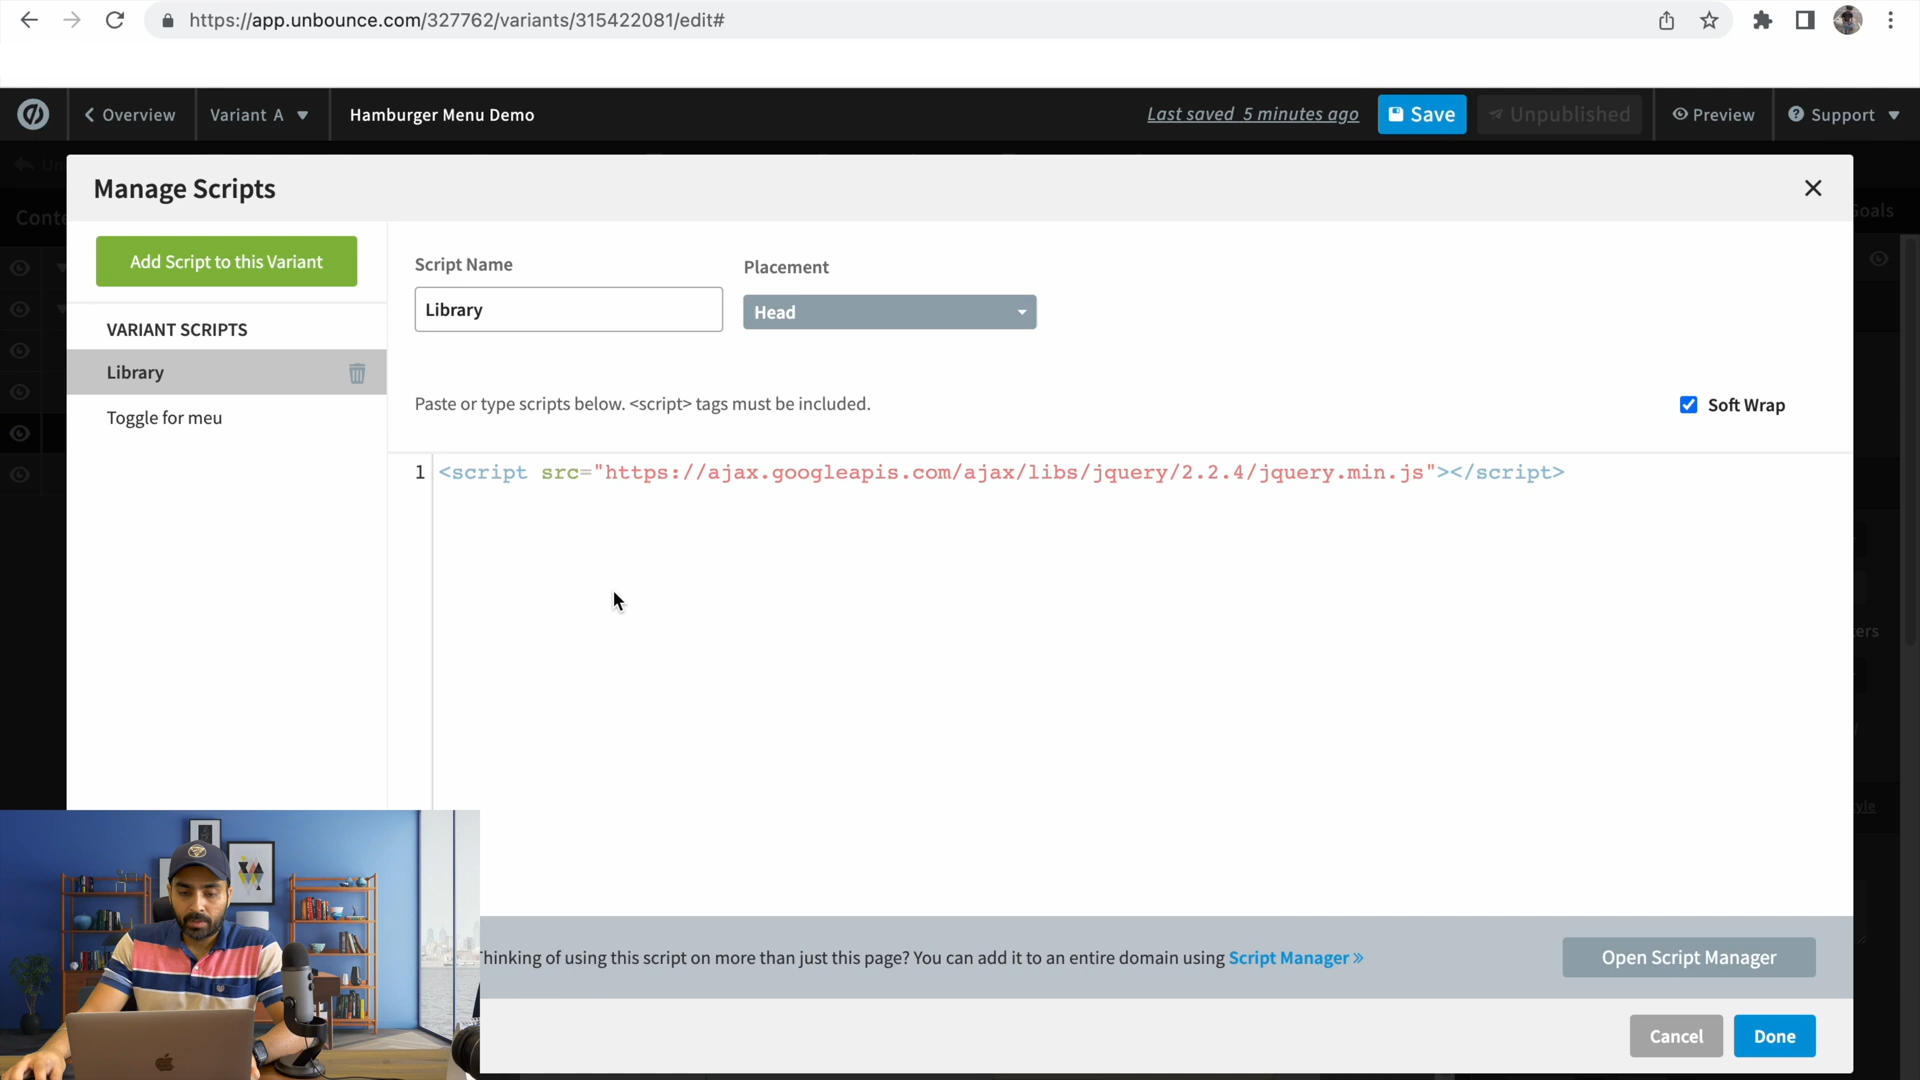 https://app.unbounce.com/327762/variants/315422081/edit#
Overview
Variant A
Hamburger Menu Demo
Last saved 5 minutes ago
Save
Unpublished
Preview
Support
Manage Scripts
Add Script to this Variant
VARIANT SCRIPTS
Library
Toggle for meu
Script Name
Library
Placement
Head
Paste or type scripts below. <script> tags must be included.
Soft Wrap
1 <script src="https://ajax.googleapis.com/ajax/libs/jquery/2.2.4/jquery.min.js"></script>
hinking of using this script on more than just this page? You can add it to an entire domain using Script Manager »
Open Script Manager
Cancel
Done